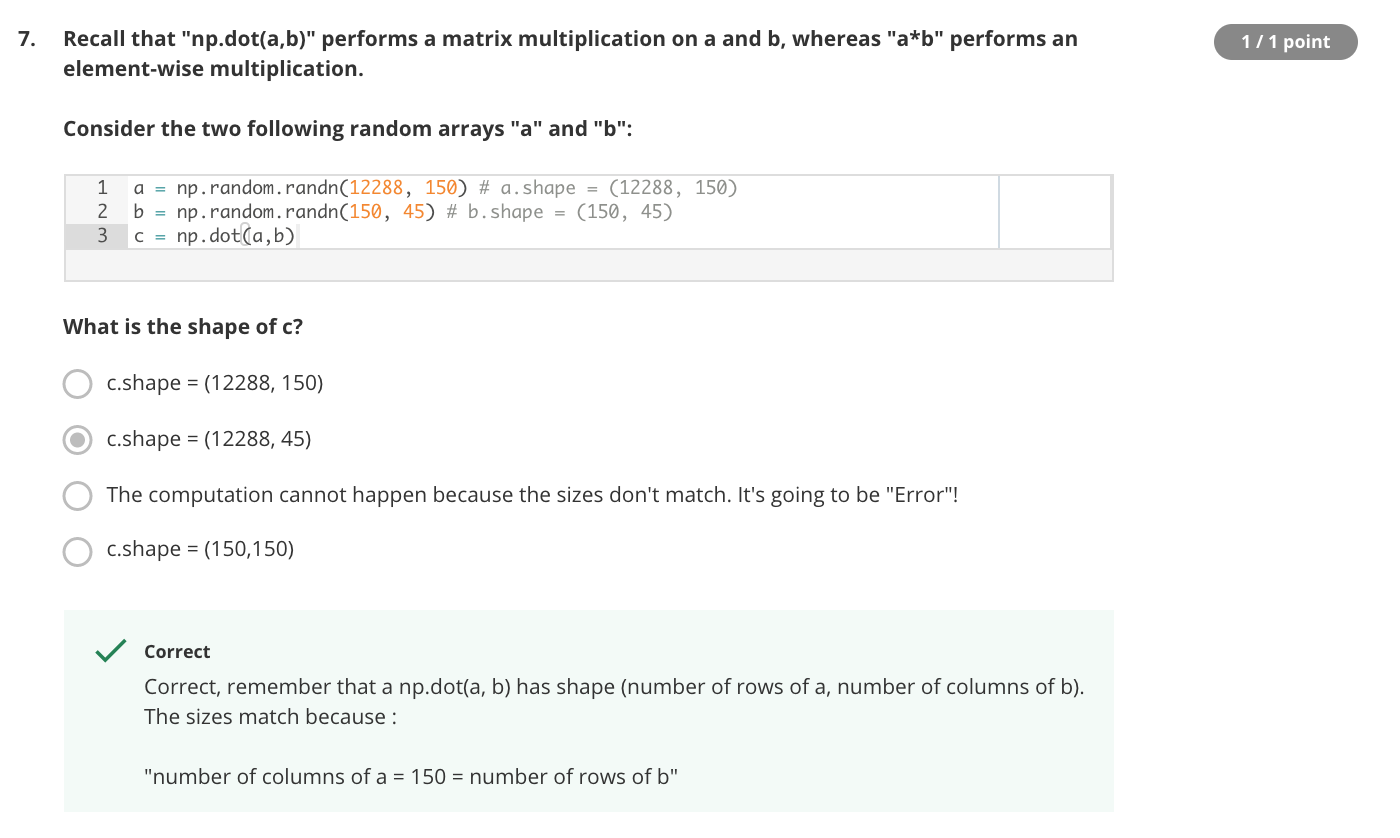 7. Recall that "np.dot(a,b)" performs a matrix multiplication on a and b, whereas "a*b" performs an
1 / 1 point
element-wise multiplication.
Consider the two following random arrays "a" and "b":
1 a = np.random.randn(12288, 150) # a.shape = (12288, 150)
2 b = np.random.randn(150, 45) # b.shape = (150, 45)
3 c = np.dot(a,b)
What is the shape of c?
c.shape = (12288, 150)
c.shape = (12288, 45)
The computation cannot happen because the sizes don't match. It's going to be "Error"!
c.shape = (150,150)
Correct
Correct, remember that a np.dot(a, b) has shape (number of rows of a, number of columns of b).
The sizes match because :
"number of columns of a = 150 = number of rows of b"